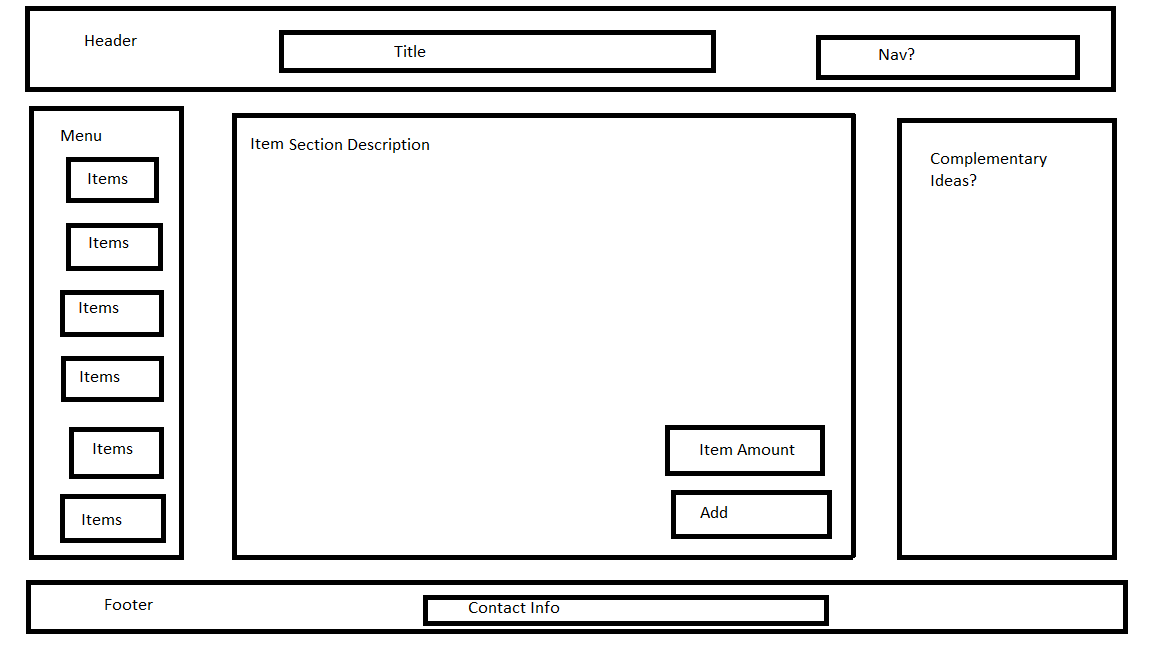 Header
Title
Nav?
Menu
Items
Items
Items
Items
Items
Items
Item Section Description
Item Amount
Add
Complementary
Ideas?
Footer
Contact Info